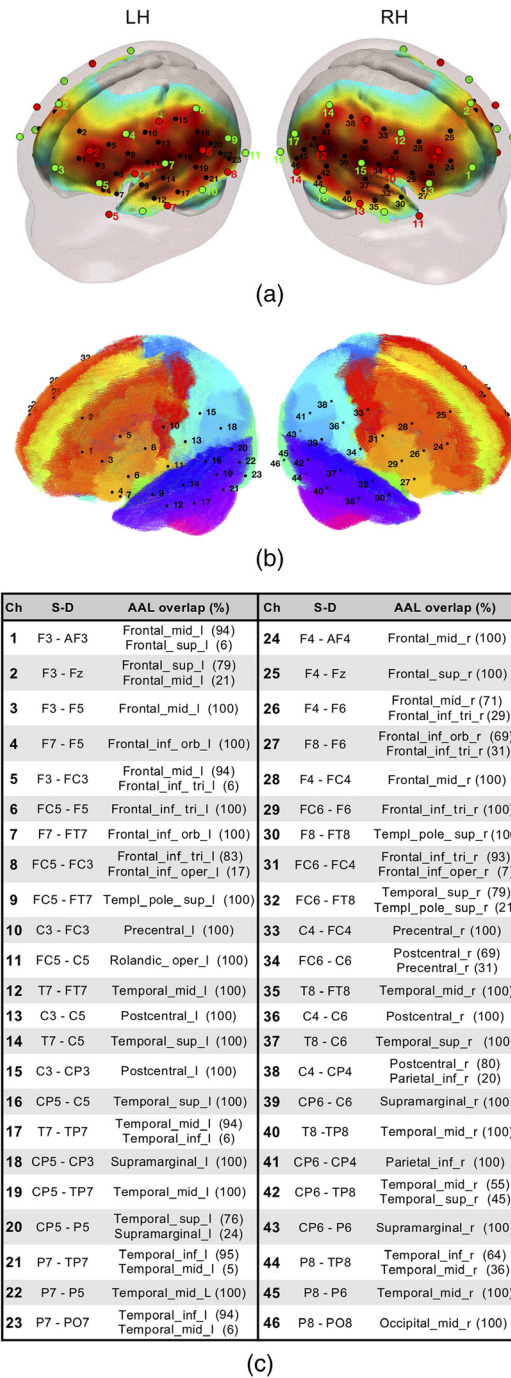 LH RH
(a)
(b)
Ch S-D AAL overlap (%) Ch S-D AAL overlap (%)
1 F3 - AF3 Frontal_mid_l (94) Frontal_sup_l (6) 24 F4 - AF4 Frontal_mid_r (100)
2 F3 - Fz Frontal_sup_l (79) Frontal_mid_l (21) 25 F4 - Fz Frontal_sup_r (100)
3 F3 - F5 Frontal_mid_l (100) 26 F4 - F6 Frontal_mid_r (71) Frontal_inf_tri_r (29)
4 F7 - F5 Frontal_inf_orb_l (100) 27 F8 - F6 Frontal_inf_orb_r (69) Frontal_inf_tri_r (31)
5 F3 - FC3 Frontal_mid_l (94) Frontal_inf_tri_l (6) 28 F4 - FC4 Frontal_mid_r (100)
6 FC5 - F5 Frontal_inf_tri_l (100) 29 FC6 - F6 Frontal_inf_tri_r (100)
7 F7 - FT7 Frontal_inf_orb_l (100) 30 F8 - FT8 Templ_pole_sup_r (10
8 FC5 - FC3 Frontal_inf_tri_l (83) Frontal_inf_oper_l (17) 31 FC6 - FC4 Frontal_inf_tri_r (93) Frontal_inf_oper_r (7
9 FC5 - FT7 Templ_pole_sup_l (100) 32 FC6 - FT8 Temporal_sup_r (79) Templ_pole_sup_r (21
10 C3 - FC3 Precentral_l (100) 33 C4 - FC4 Precentral_r (100)
11 FC5 - C5 Rolandic_oper_l (100) 34 FC6 - C6 Postcentral_r (69) Precentral_r (31)
12 T7 - FT7 Temporal_mid_l (100) 35 T8 - FT8 Temporal_mid_r (100)
13 C3 - C5 Postcentral_l (100) 36 C4 - C6 Postcentral_r (100)
14 T7 - C5 Temporal_sup_l (100) 37 T8 - C6 Temporal_sup_r (100)
15 C3 - CP3 Postcentral_l (100) 38 C4 - CP4 Postcentral_r (80) Parietal_inf_r (20)
16 CP5 - C5 Temporal_sup_l (100) 39 CP6 - C6 Supramarginal_r (100)
17 T7 - TP7 Temporal_mid_l (94) Temporal_inf_l (6) 40 T8 -TP8 Temporal_mid_r (100)
18 CP5 - CP3 Supramarginal_l (100) 41 CP6 - CP4 Parietal_inf_r (100)
19 CP5 - TP7 Temporal_mid_l (100) 42 CP6 - TP8 Temporal_mid_r (55) Temporal_sup_r (45)
20 CP5 - P5 Temporal_sup_l (76) Supramarginal_l (24) 43 CP6 - P6 Supramarginal_r (100)
21 P7 - TP7 Temporal_inf_l (95) Temporal_mid_l (5) 44 P8 - TP8 Temporal_inf_r (64) Temporal_mid_r (36)
22 P7 - P5 Temporal_mid_L (100) 45 P8 - P6 Temporal_mid_r (100)
23 P7 - PO7 Temporal_inf_l (94) Temporal_mid_l (6) 46 P8 - PO8 Occipital_mid_r (100)
(c)